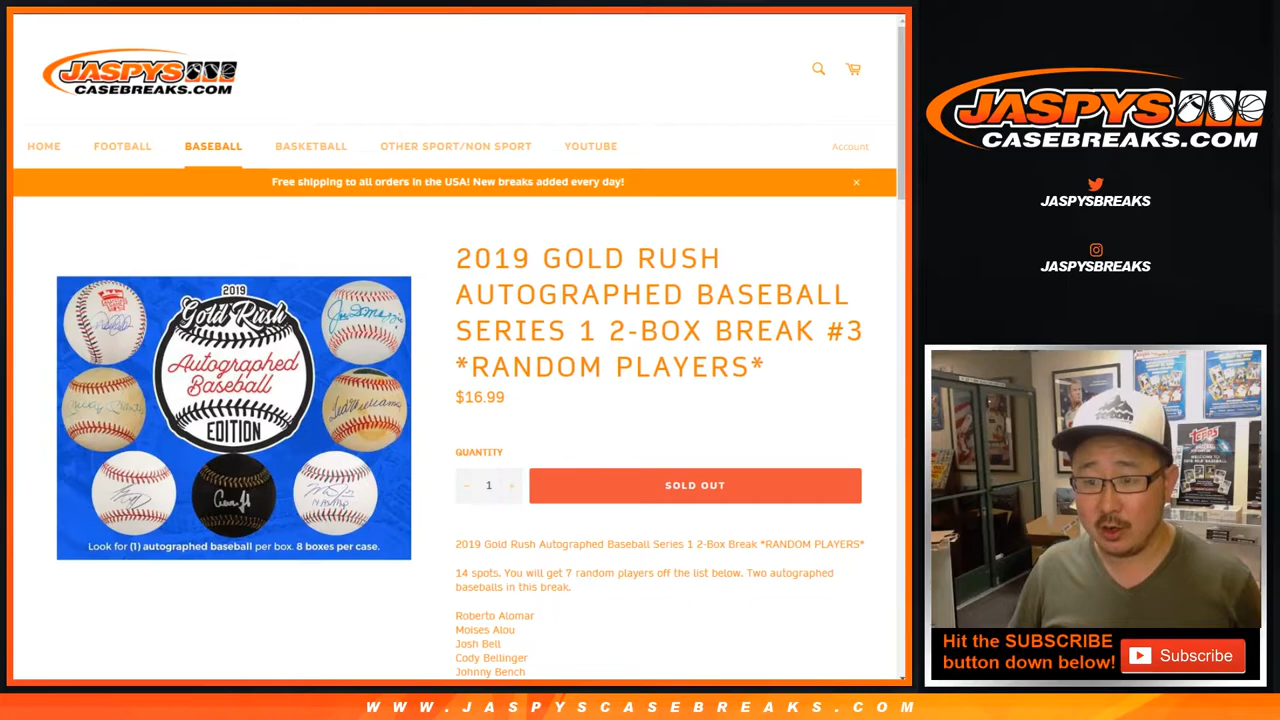 JASPYS
CASEBREAKS.COM
HOME
FOOTBALL
BASEBALL
BASKETBALL
OTHER SPORT/NON SPORT
YOUTUBE
Account
Free shipping to all orders in the USA! New breaks added every day!
2019 GOLD RUSH
AUTOGRAPHED BASEBALL
SERIES 1 2-BOX BREAK #3
*RANDOM PLAYERS*
$16.99
QUANTITY
− 1 +
SOLD OUT
2019 Gold Rush Autographed Baseball Series 1 2-Box Break *RANDOM PLAYERS*
14 spots. You will get 7 random players off the list below. Two autographed
baseballs in this break.
Roberto Alomar
Moises Alou
Josh Bell
Cody Bellinger
Johnny Bench
2019
Gold Rush
Autographed
Baseball
EDITION
Ted Williams
Look for (1) autographed baseball per box. 8 boxes per case.
JASPYS
CASEBREAKS.COM
JASPYSBREAKS
JASPYSBREAKS
TOPPS
Hit the SUBSCRIBE
button down below!
Subscribe
WWW.JASPYSCASEBREAKS.COM